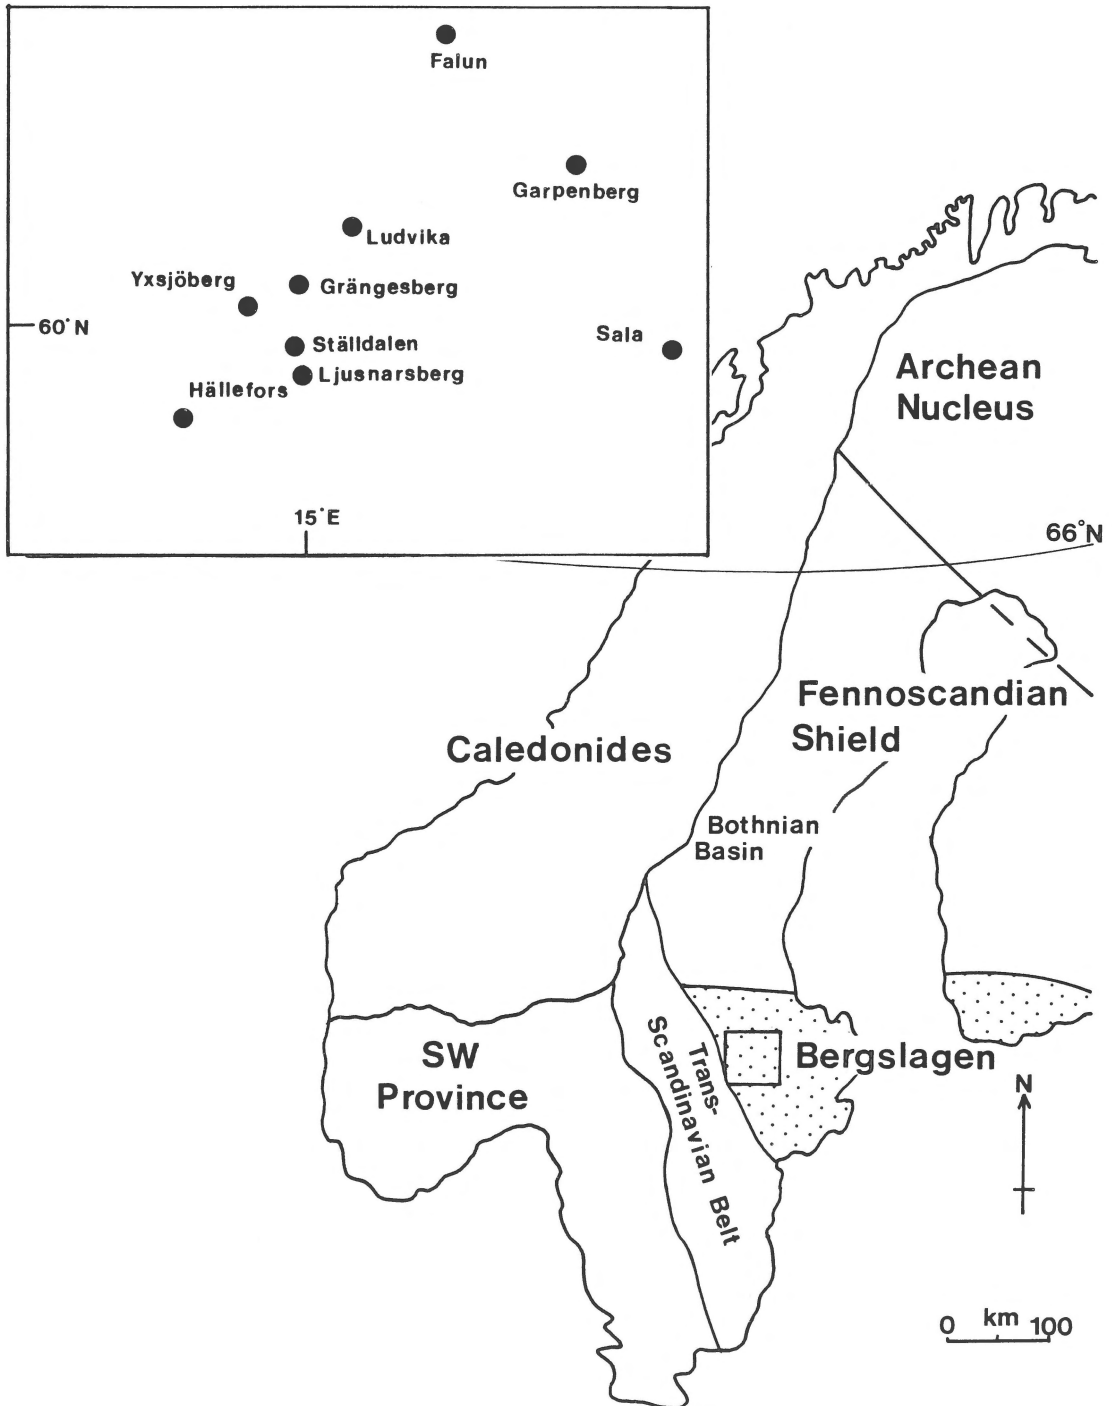 Falun
Garpenberg
Ludvika
Yxsjöberg
Grängesberg
60°N
Sala
Ställdalen
Ljusnarsberg
Hällefors
15°E
Archean
Nucleus
66°N
Fennoscandian
Shield
Caledonides
Bothnian
Basin
SW
Province
Trans-
Scandinavian Belt
Bergslagen
N
0 km 100